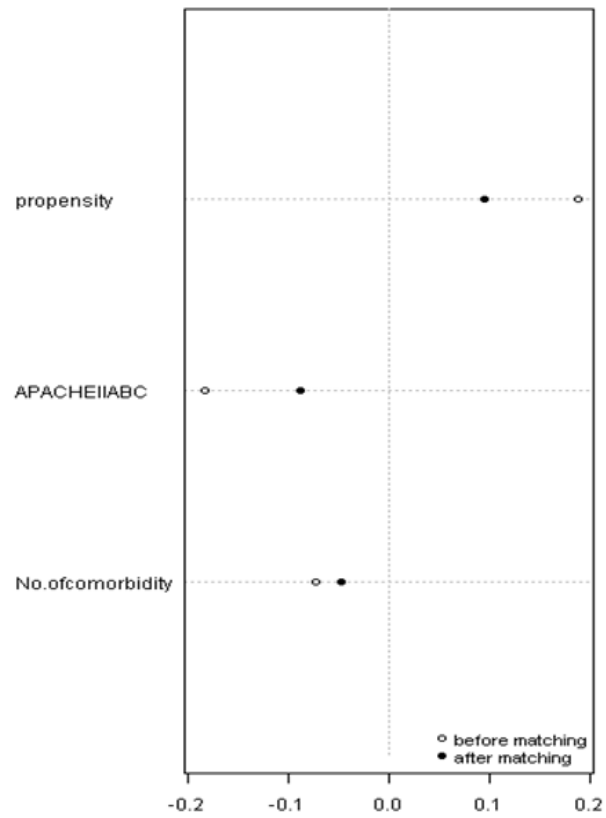 propensity
APACHEIIABC
No.ofcomorbidity
before matching
after matching
-0.2 -0.1 0.0 0.1 0.2